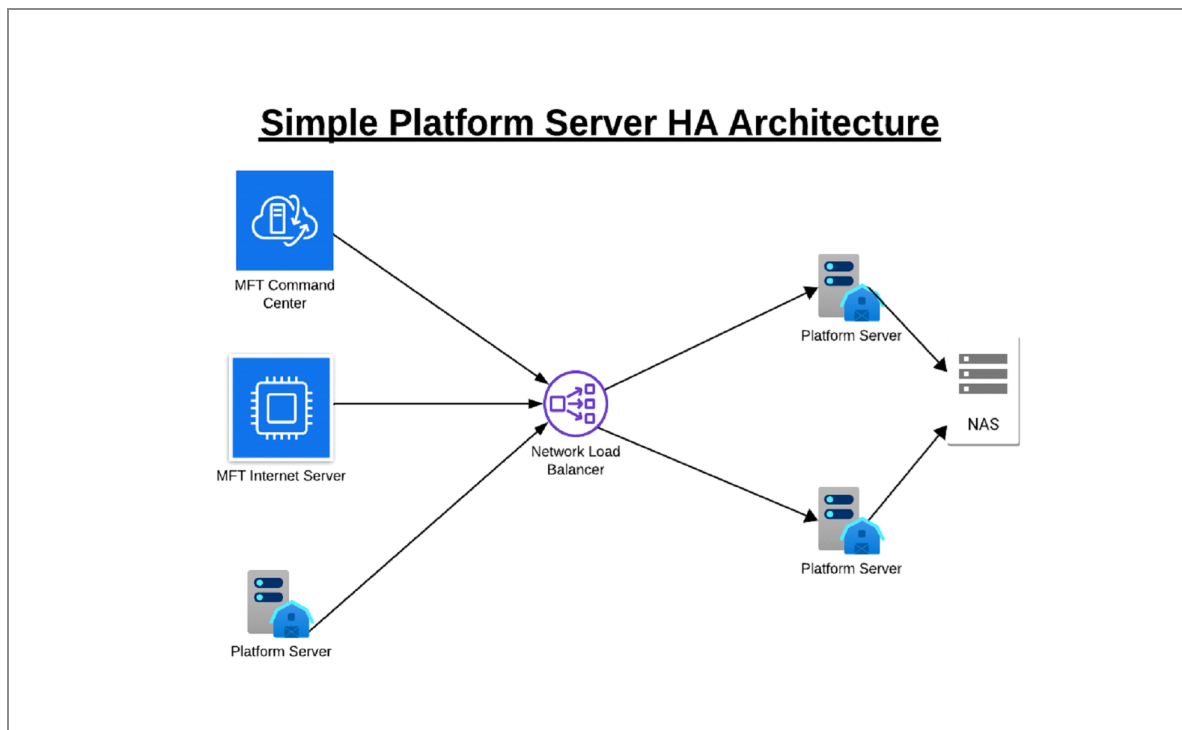 Simple Platform Server HA Architecture
MFT Command
Center
Platform Server
NAS
MFT Internet Server
Network Load
Balancer
Platform Server
Platform Server